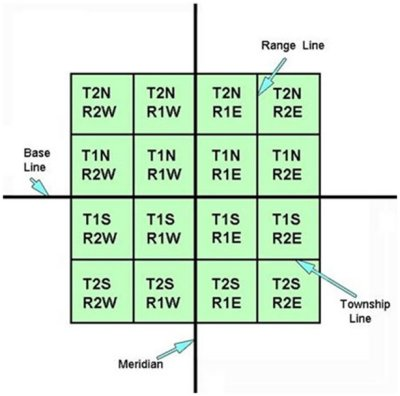 Range Line
T2N T2N T2N T2N
R2W R1W R1E R2E
Base
Line
T1N T1N T1N T1N
R2W R1W R1E R2E
T1S T1S T1S T1S
R2W R1W R1E R2E
T2S T2S T2S T2S
R2W R1W R1E R2E
Township
Line
Meridian